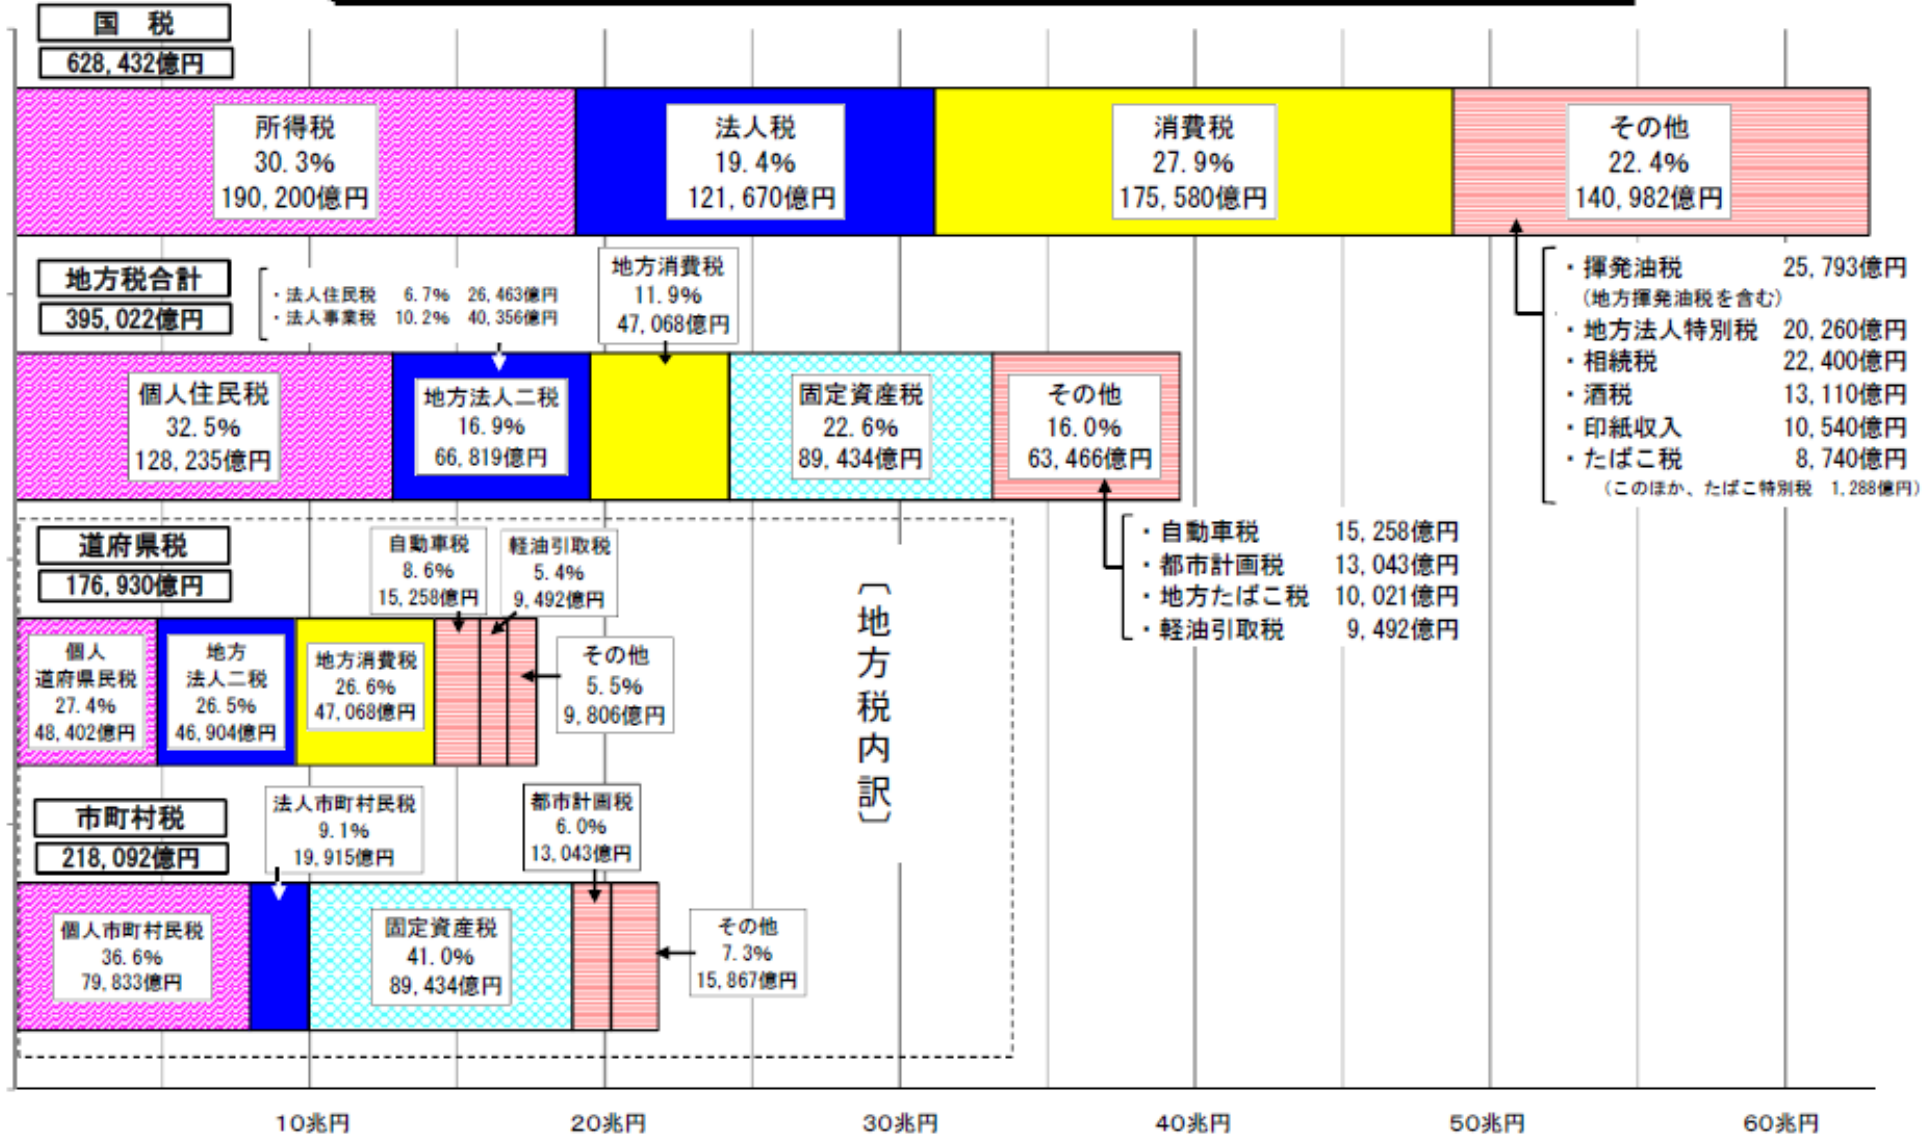 国 税
628,432億円
所得税
30.3%
190,200億円
法人税
19.4%
121,670億円
消費税
27.9%
175,580億円
その他
22.4%
140,982億円
・揮発油税 25,793億円
(地方揮発油税を含む)
・地方法人特別税 20,260億円
・相続税 22,400億円
・酒税 13,110億円
・印紙収入 10,540億円
・たばこ税 8,740億円
(このほか、たばこ特別税 1,288億円)
地方税合計
395,022億円
・法人住民税 6.7% 26,463億円
・法人事業税 10.2% 40,356億円
地方消費税
11.9%
47,068億円
個人住民税
32.5%
128,235億円
地方法人二税
16.9%
66,819億円
固定資産税
22.6%
89,434億円
その他
16.0%
63,466億円
・自動車税 15,258億円
・都市計画税 13,043億円
・地方たばこ税 10,021億円
・軽油引取税 9,492億円
道府県税
176,930億円
自動車税
8.6%
15,258億円
軽油引取税
5.4%
9,492億円
個人
道府県民税
27.4%
48,402億円
地方
法人二税
26.5%
46,904億円
地方消費税
26.6%
47,068億円
その他
5.5%
9,806億円
〔地方税内訳〕
市町村税
218,092億円
法人市町村民税
9.1%
19,915億円
都市計画税
6.0%
13,043億円
個人市町村民税
36.6%
79,833億円
固定資産税
41.0%
89,434億円
その他
7.3%
15,867億円
10兆円 20兆円 30兆円 40兆円 50兆円 60兆円